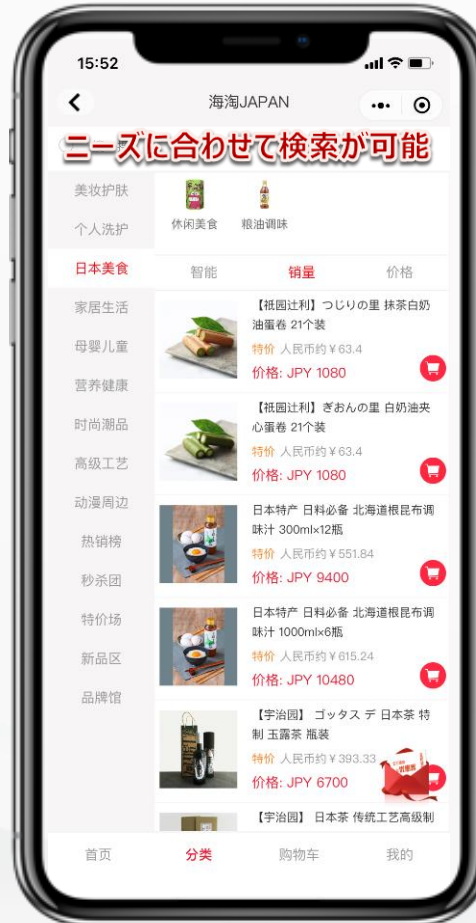 15:52
海淘JAPAN
ニーズに合わせて検索が可能
美妆护肤
个人洗护
日本美食
家居生活
母婴儿童
营养健康
时尚潮品
高级工艺
动漫周边
热销榜
秒杀团
特价场
新品区
品牌馆
休闲美食 粮油调味
智能 销量 价格
【祇园辻利】つじりの里 抹茶白奶
油蛋卷 21个装
特价 人民币约￥63.4
价格: JPY 1080
【祇园辻利】ぎおんの里 白奶油夹
心蛋卷 21个装
特价 人民币约￥63.4
价格: JPY 1080
日本特产 日料必备 北海道根昆布调
味汁 300ml×12瓶
特价 人民币约￥551.84
价格: JPY 9400
日本特产 日料必备 北海道根昆布调
味汁 1000ml×6瓶
特价 人民币约￥615.24
价格: JPY 10480
【宇治园】 ゴッタス デ 日本茶 特
制 玉露茶 瓶装
特价 人民币约￥393.33
价格: JPY 6700
【宇治园】 日本茶 传统工艺高级制
首页 分类 购物车 我的